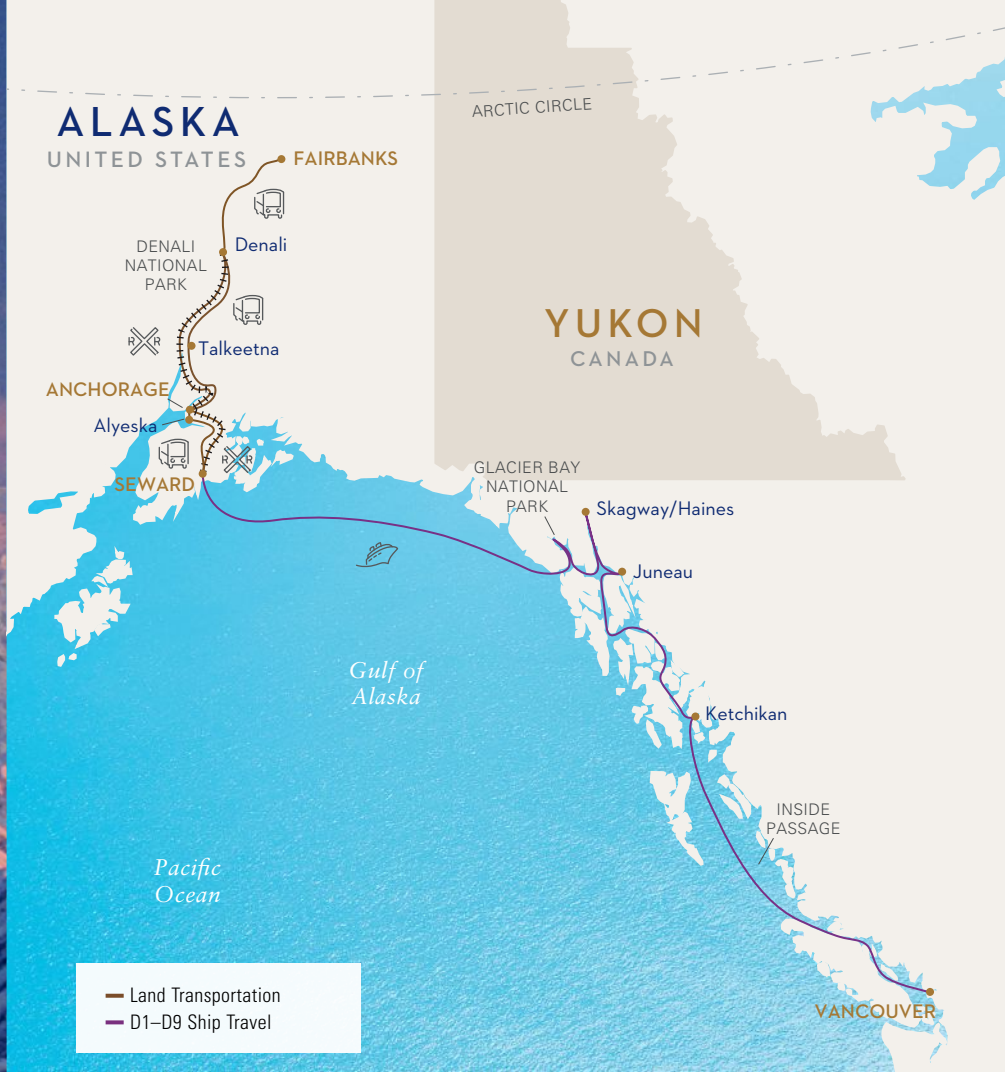 ARCTIC CIRCLE
ALASKA
UNITED STATES
FAIRBANKS
Denali
DENALI
NATIONAL
PARK
YUKON
CANADA
R R
Talkeetna
ANCHORAGE
Alyeska
R R
SEWARD
GLACIER BAY
NATIONAL
PARK
Skagway/Haines
Juneau
Gulf of
Alaska
Ketchikan
INSIDE
PASSAGE
Pacific
Ocean
Land Transportation
D1–D9 Ship Travel
VANCOUVER